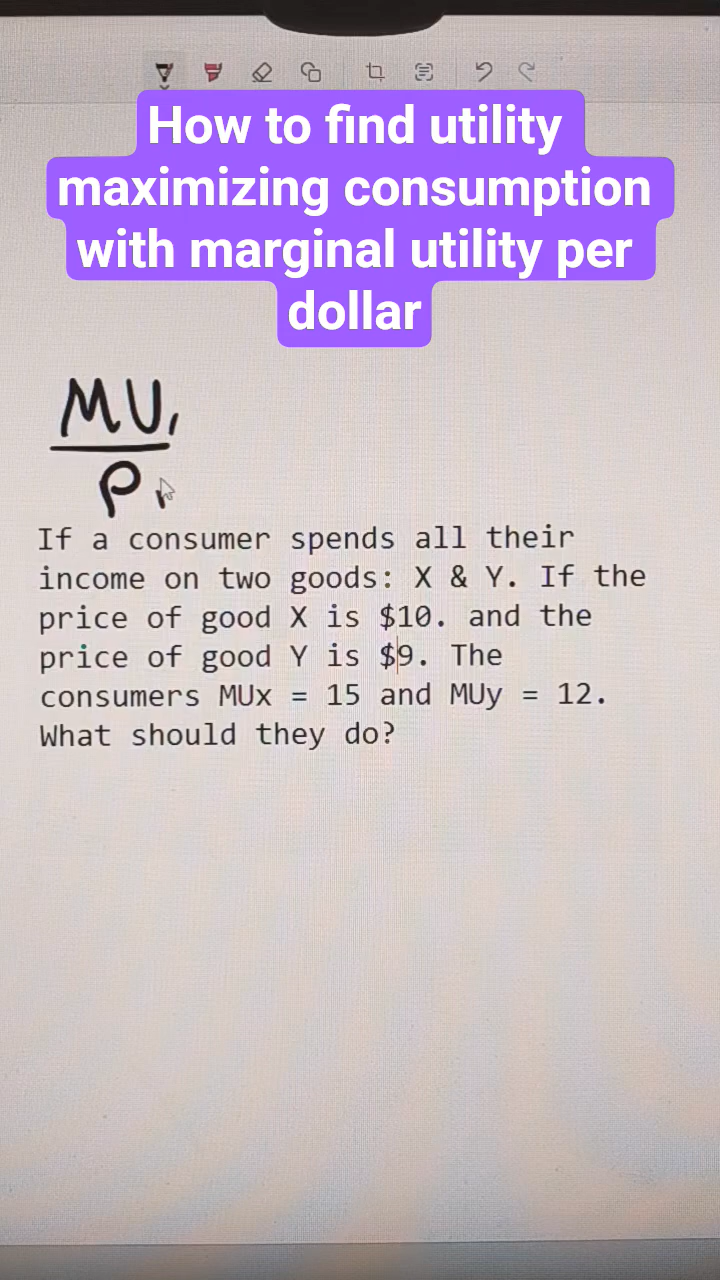 How to find utility
maximizing consumption
with marginal utility per
dollar
MU,
P
If a consumer spends all their
income on two goods: X & Y. If the
price of good X is $10. and the
price of good Y is $9. The
consumers MUx = 15 and MUy = 12.
What should they do?